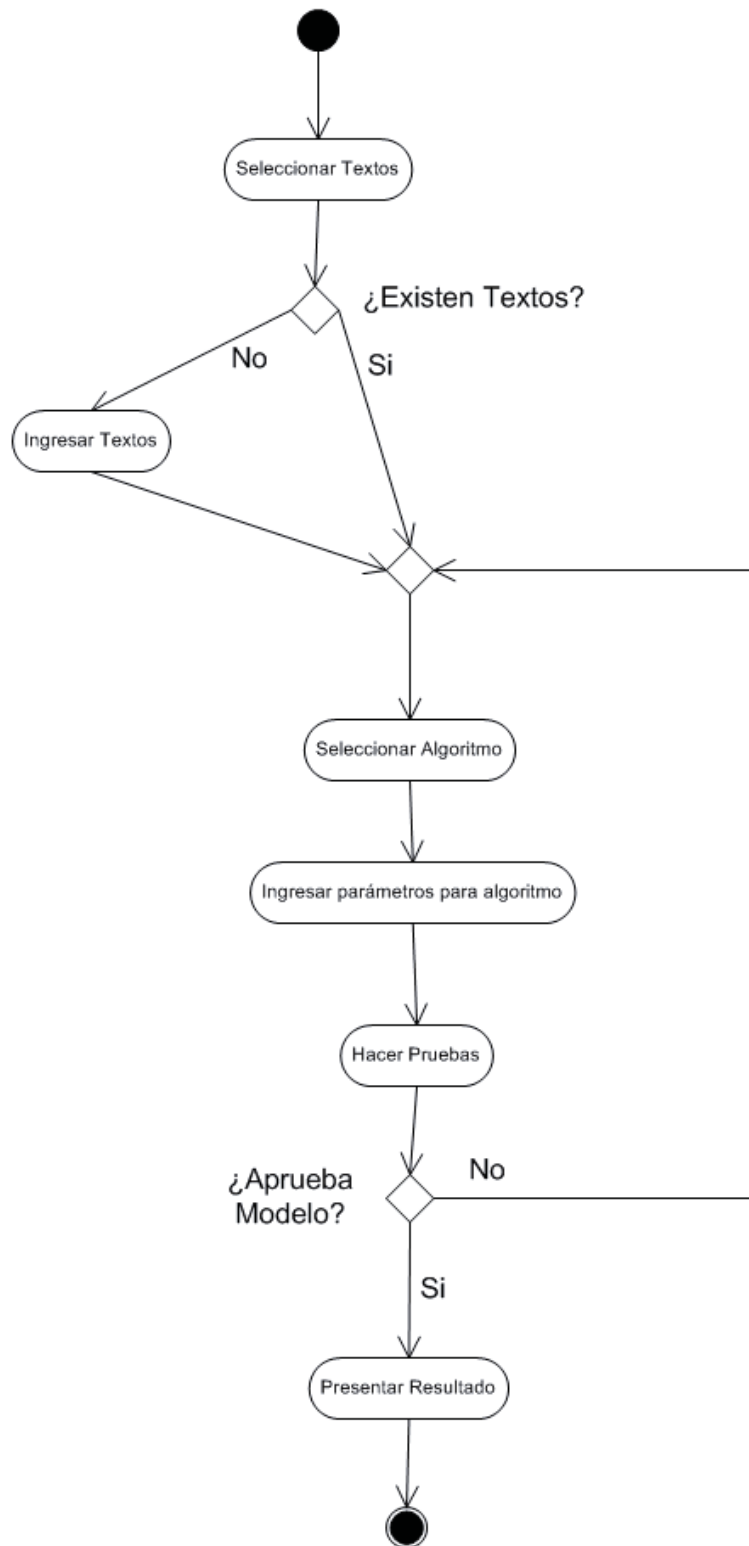 Seleccionar Textos
¿Existen Textos?
No
Si
Ingresar Textos
Seleccionar Algoritmo
Ingresar parámetros para algoritmo
Hacer Pruebas
¿Aprueba
Modelo?
No
Si
Presentar Resultado